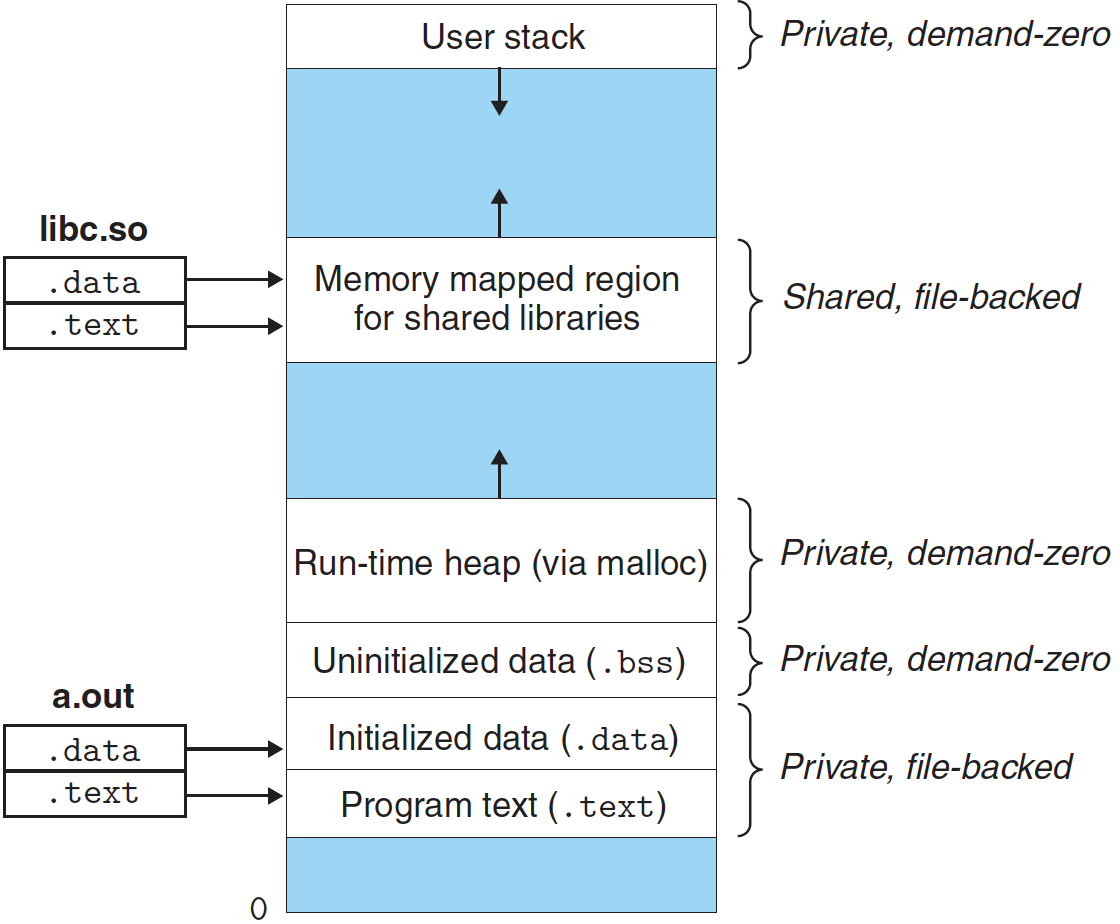 User stack
Private, demand-zero
libc.so
.data
.text
Memory mapped region
for shared libraries
Shared, file-backed
Run-time heap (via malloc)
Private, demand-zero
Uninitialized data (.bss)
Private, demand-zero
a.out
.data
.text
Initialized data (.data)
Program text (.text)
Private, file-backed
0